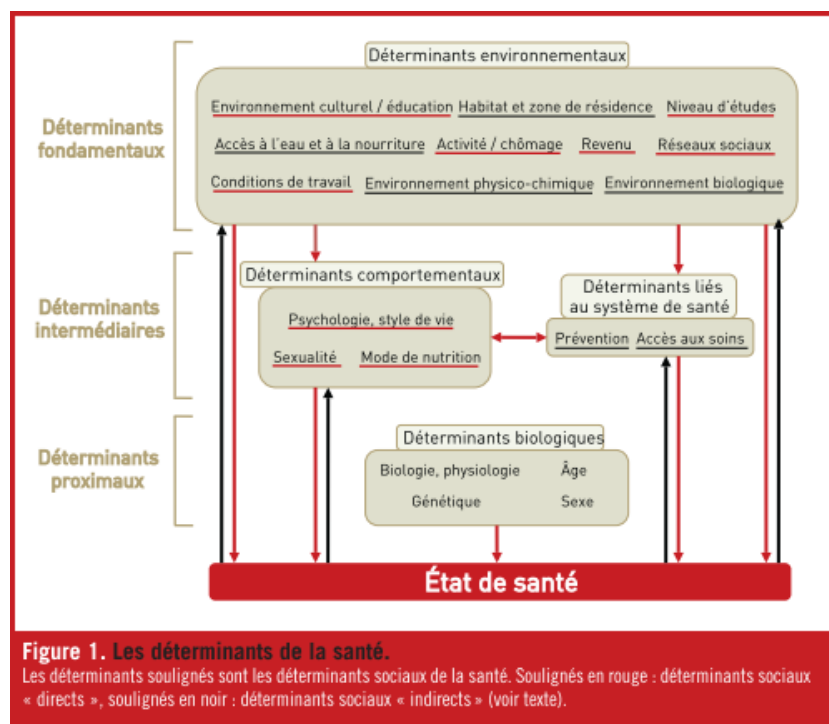 Déterminants environnementaux
Déterminants
fondamentaux
Environnement culturel / éducation Habitat et zone de résidence Niveau d'études
Accès à l'eau et à la nourriture Activité / chômage Revenu Réseaux sociaux
Conditions de travail Environnement physico-chimique Environnement biologique
Déterminants
intermédiaires
Déterminants comportementaux
Psychologie, style de vie
Sexualité Mode de nutrition
Déterminants liés
au système de santé
Prévention Accès aux soins
Déterminants
proximaux
Déterminants biologiques
Biologie, physiologie Âge
Génétique Sexe
État de santé
Figure 1. Les déterminants de la santé.
Les déterminants soulignés sont les déterminants sociaux de la santé. Soulignés en rouge : déterminants sociaux
« directs », soulignés en noir : déterminants sociaux « indirects » (voir texte).